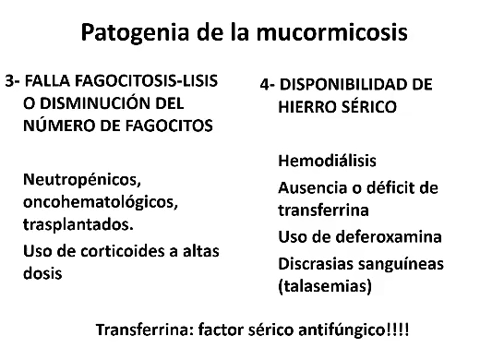 Patogenia de la mucormicosis
3- FALLA FAGOCITOSIS-LISIS
O DISMINUCIÓN DEL
NÚMERO DE FAGOCITOS
Neutropénicos,
oncohematológicos,
trasplantados.
Uso de corticoides a altas
dosis
4- DISPONIBILIDAD DE
HIERRO SÉRICO
Hemodiálisis
Ausencia o déficit de
transferrina
Uso de deferoxamina
Discrasias sanguíneas
(talasemias)
Transferrina: factor sérico antifúngico!!!!